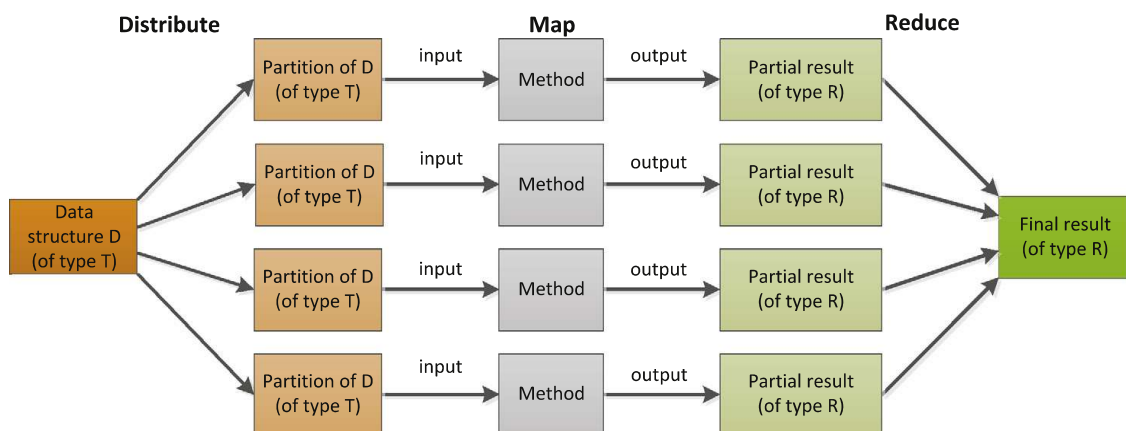 Distribute
Map
Reduce
Partition of D
(of type T)
input
Method
output
Partial result
(of type R)
Partition of D
(of type T)
input
Method
output
Partial result
(of type R)
Data
structure D
(of type T)
Final result
(of type R)
Partition of D
(of type T)
input
Method
output
Partial result
(of type R)
Partition of D
(of type T)
input
Method
output
Partial result
(of type R)